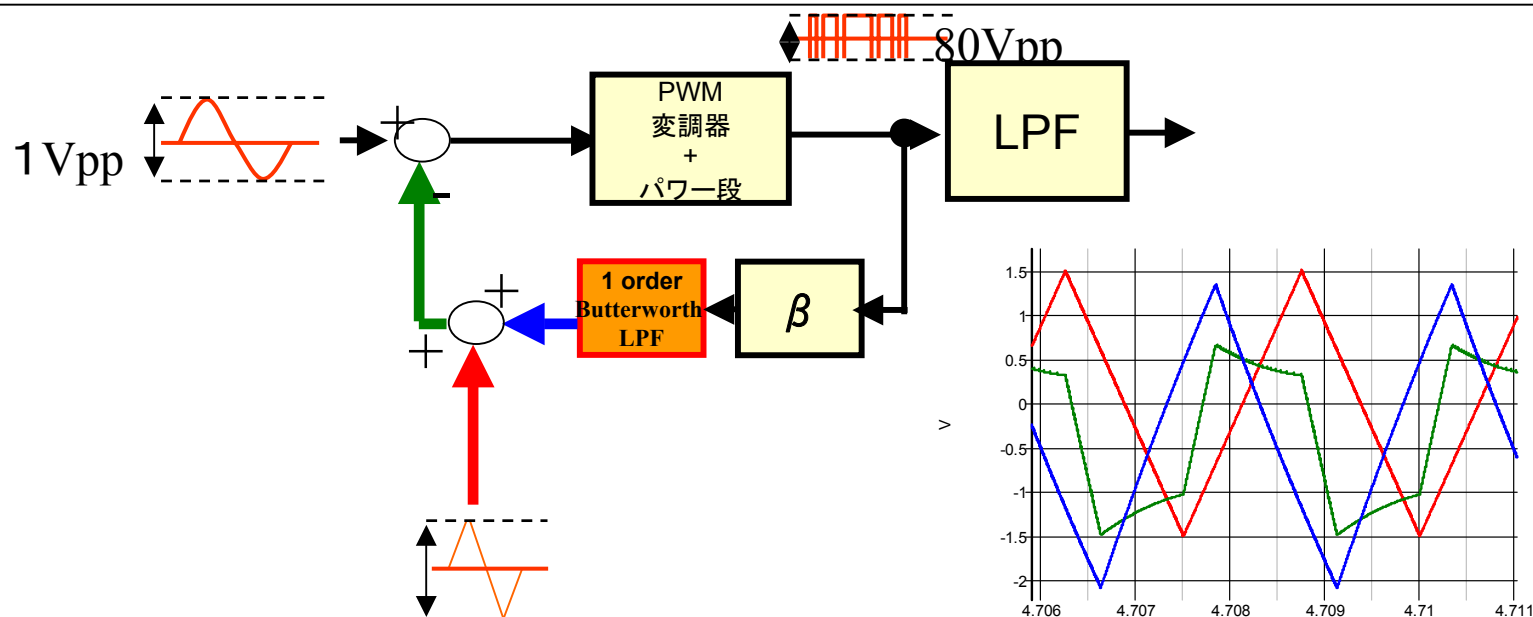 80Vpp
1Vpp
+
-
PWM
変調器
+
パワー段
LPF
1 order
Butterworth
LPF
β
+
+
1.5
1
0.5
0
-0.5
-1
-1.5
-2
V
4.706
4.707
4.708
4.709
4.71
4.711